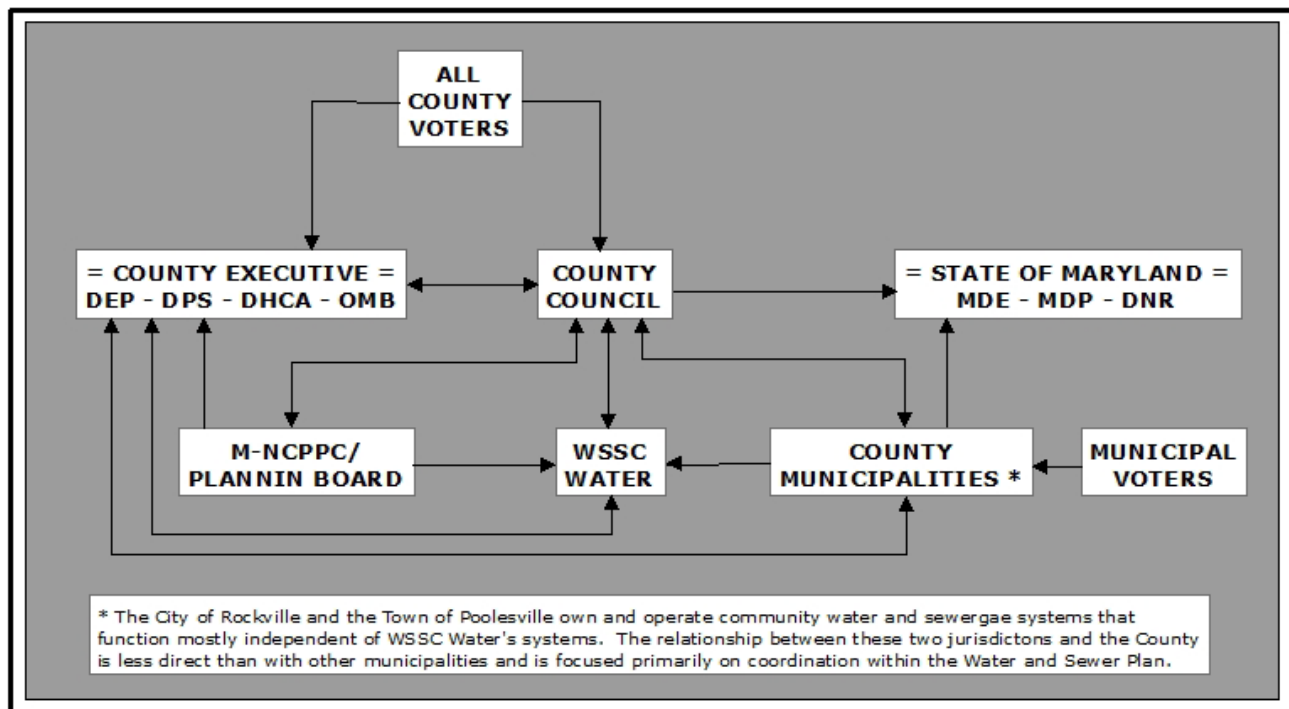 ALL
COUNTY
VOTERS
= COUNTY EXECUTIVE =
DEP - DPS - DHCA - OMB
COUNTY
COUNCIL
= STATE OF MARYLAND =
MDE - MDP - DNR
M-NCPPC/
PLANNIN BOARD
WSSC
WATER
COUNTY
MUNICIPALITIES *
MUNICIPAL
VOTERS
* The City of Rockville and the Town of Poolesville own and operate community water and sewergae systems that
function mostly independent of WSSC Water's systems.  The relationship between these two jurisdictons and the County
is less direct than with other municipalities and is focused primarily on coordination within the Water and Sewer Plan.